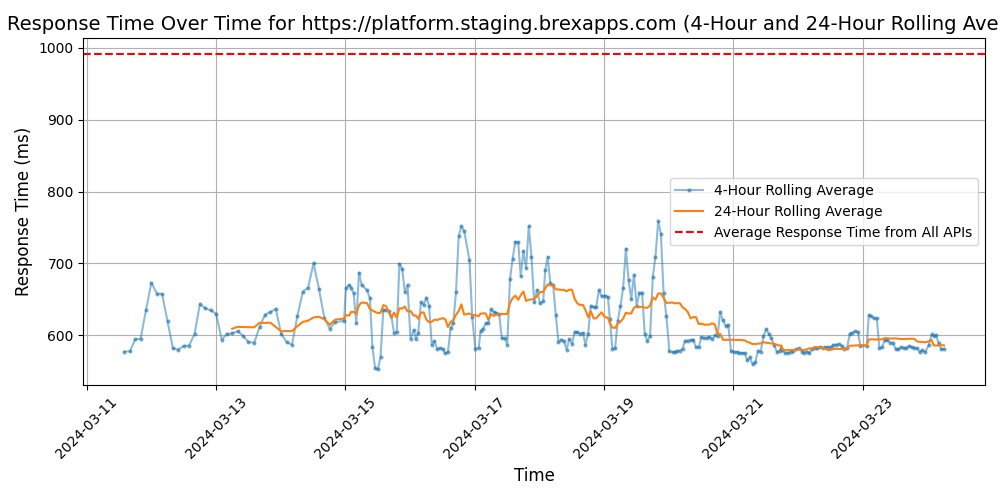 Response Time Over Time for https://platform.staging.brexapps.com (4-Hour and 24-Hour Rolling Ave
Response Time (ms)
1000
900
800
700
600
4-Hour Rolling Average
24-Hour Rolling Average
Average Response Time from All APIs
2024-03-11
2024-03-13
2024-03-15
2024-03-17
2024-03-19
2024-03-21
2024-03-23
Time